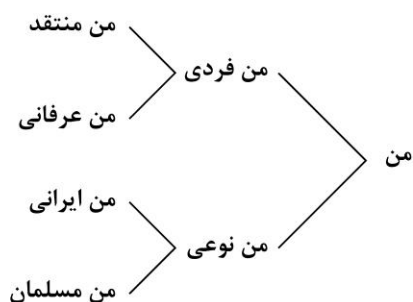 من منتقد
من فردی
من عرفانی
من
من ایرانی
من نوعی
من مسلمان